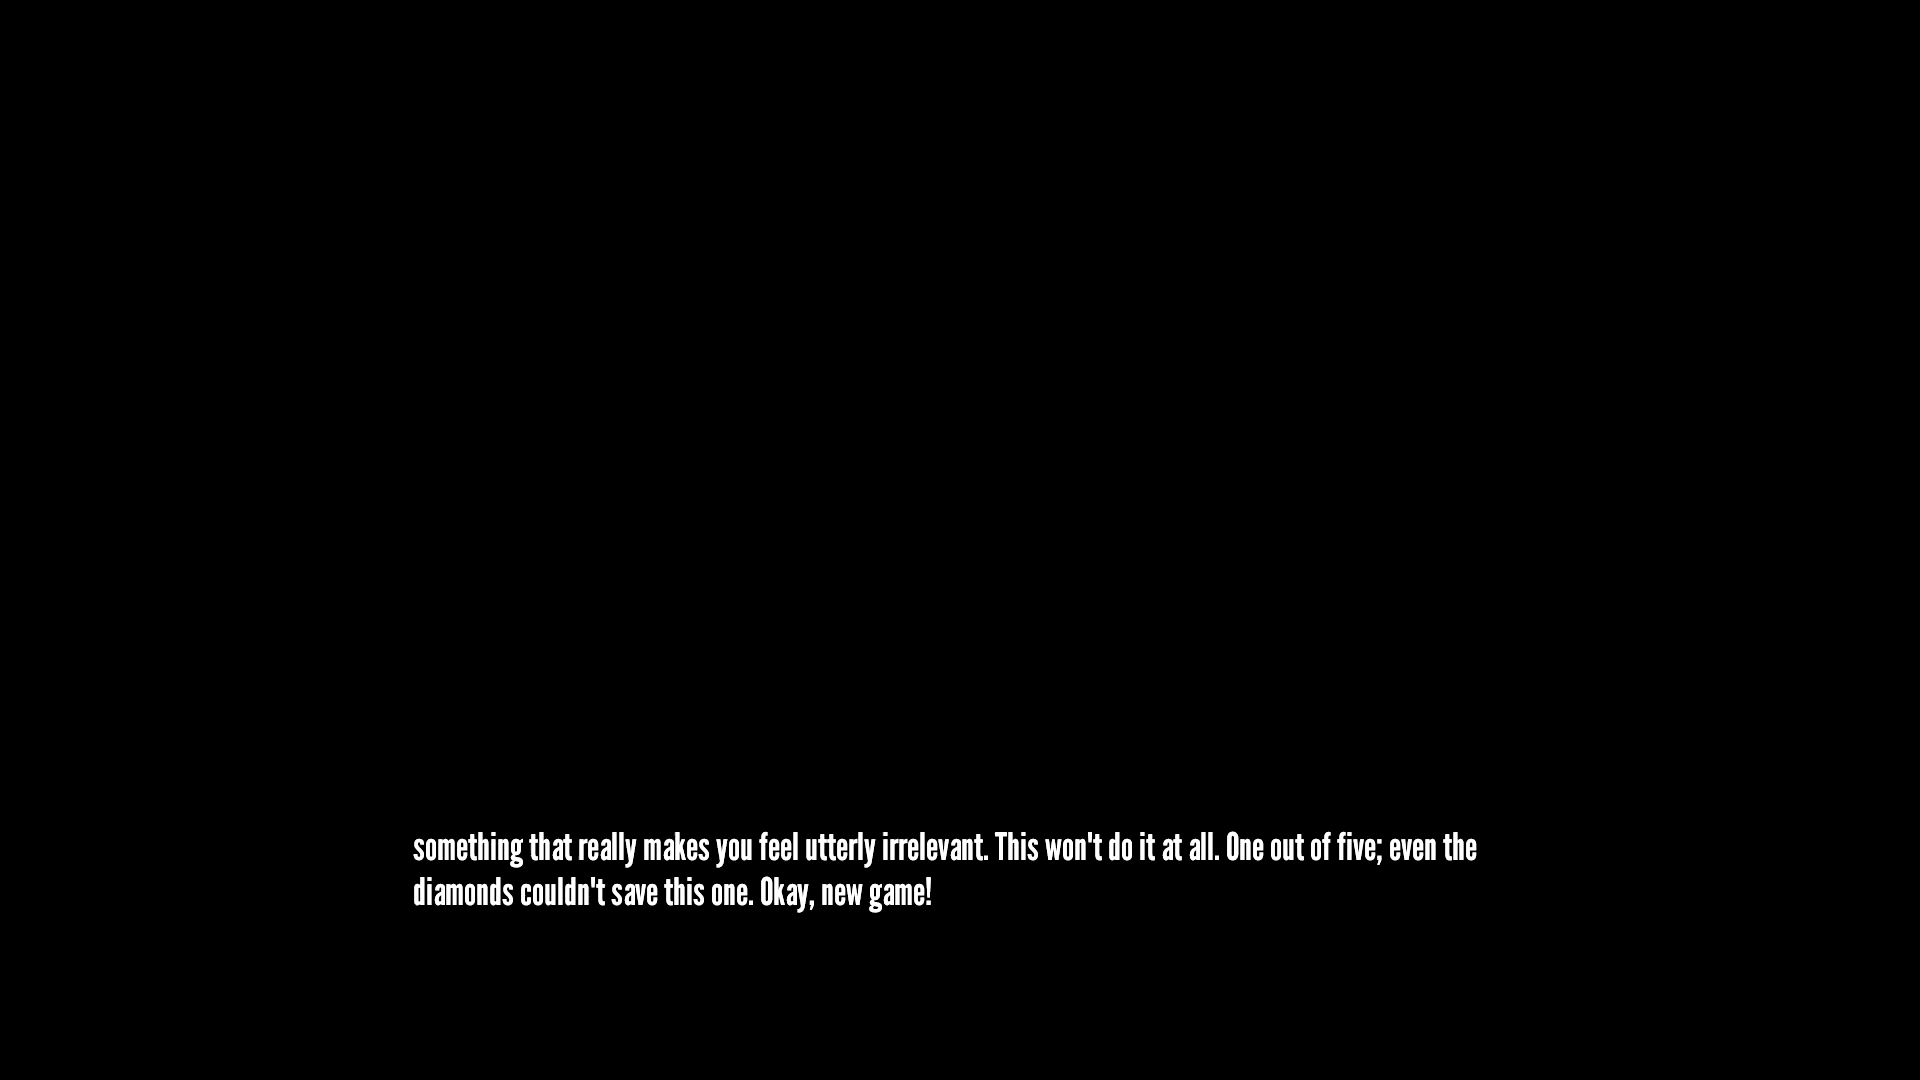 something that really makes you feel utterly irrelevant. This won't do it at all. One out of five; even the
diamonds couldn't save this one. Okay, new game!